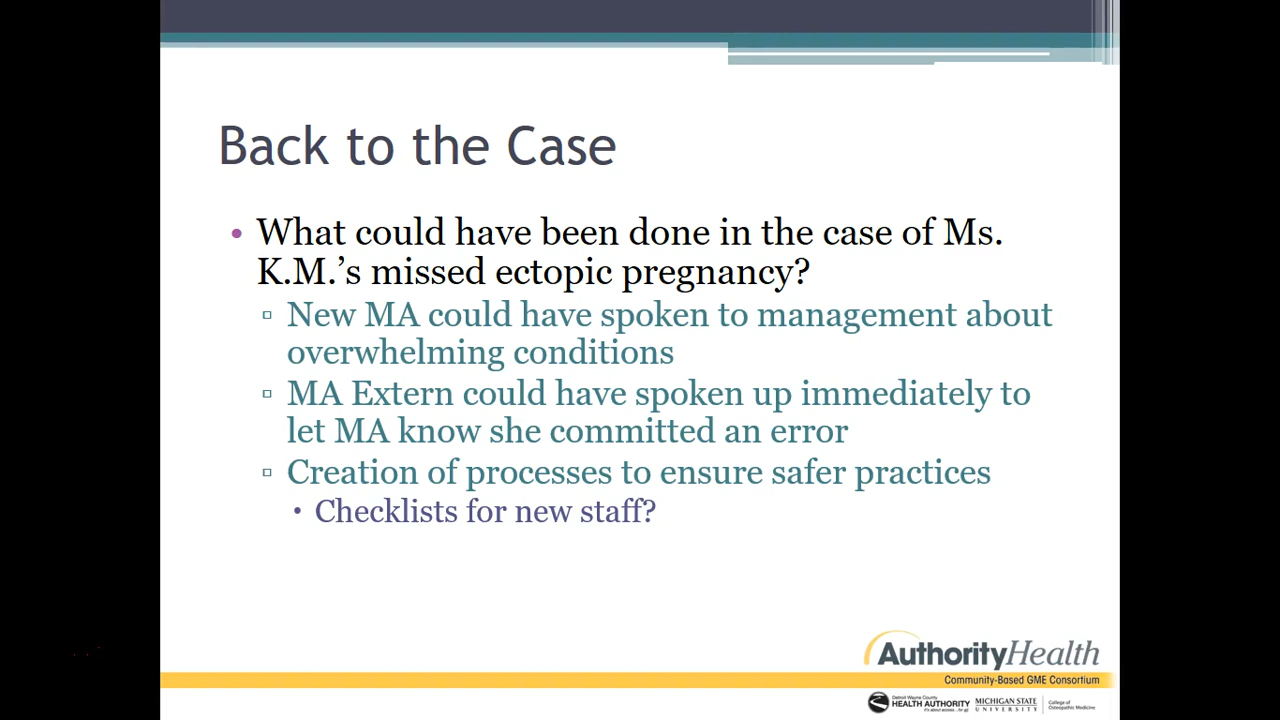 Back to the Case
• What could have been done in the case of Ms.
K.M.’s missed ectopic pregnancy?
▫ New MA could have spoken to management about
overwhelming conditions
▫ MA Extern could have spoken up immediately to
let MA know she committed an error
▫ Creation of processes to ensure safer practices
• Checklists for new staff?
AuthorityHealth
Community-Based GME Consortium
Detroit Wayne County
HEALTH AUTHORITY
MICHIGAN STATE
UNIVERSITY
College of
Osteopathic Medicine